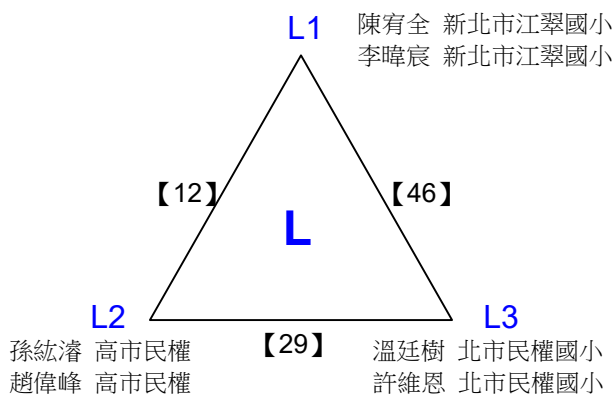 L1
陳宥全 新北市江翠國小
李暐宸 新北市江翠國小
【12】
【46】
L
L2
孫紘濬 高市民權
趙偉峰 高市民權
【29】
L3
溫廷樹 北市民權國小
許維恩 北市民權國小